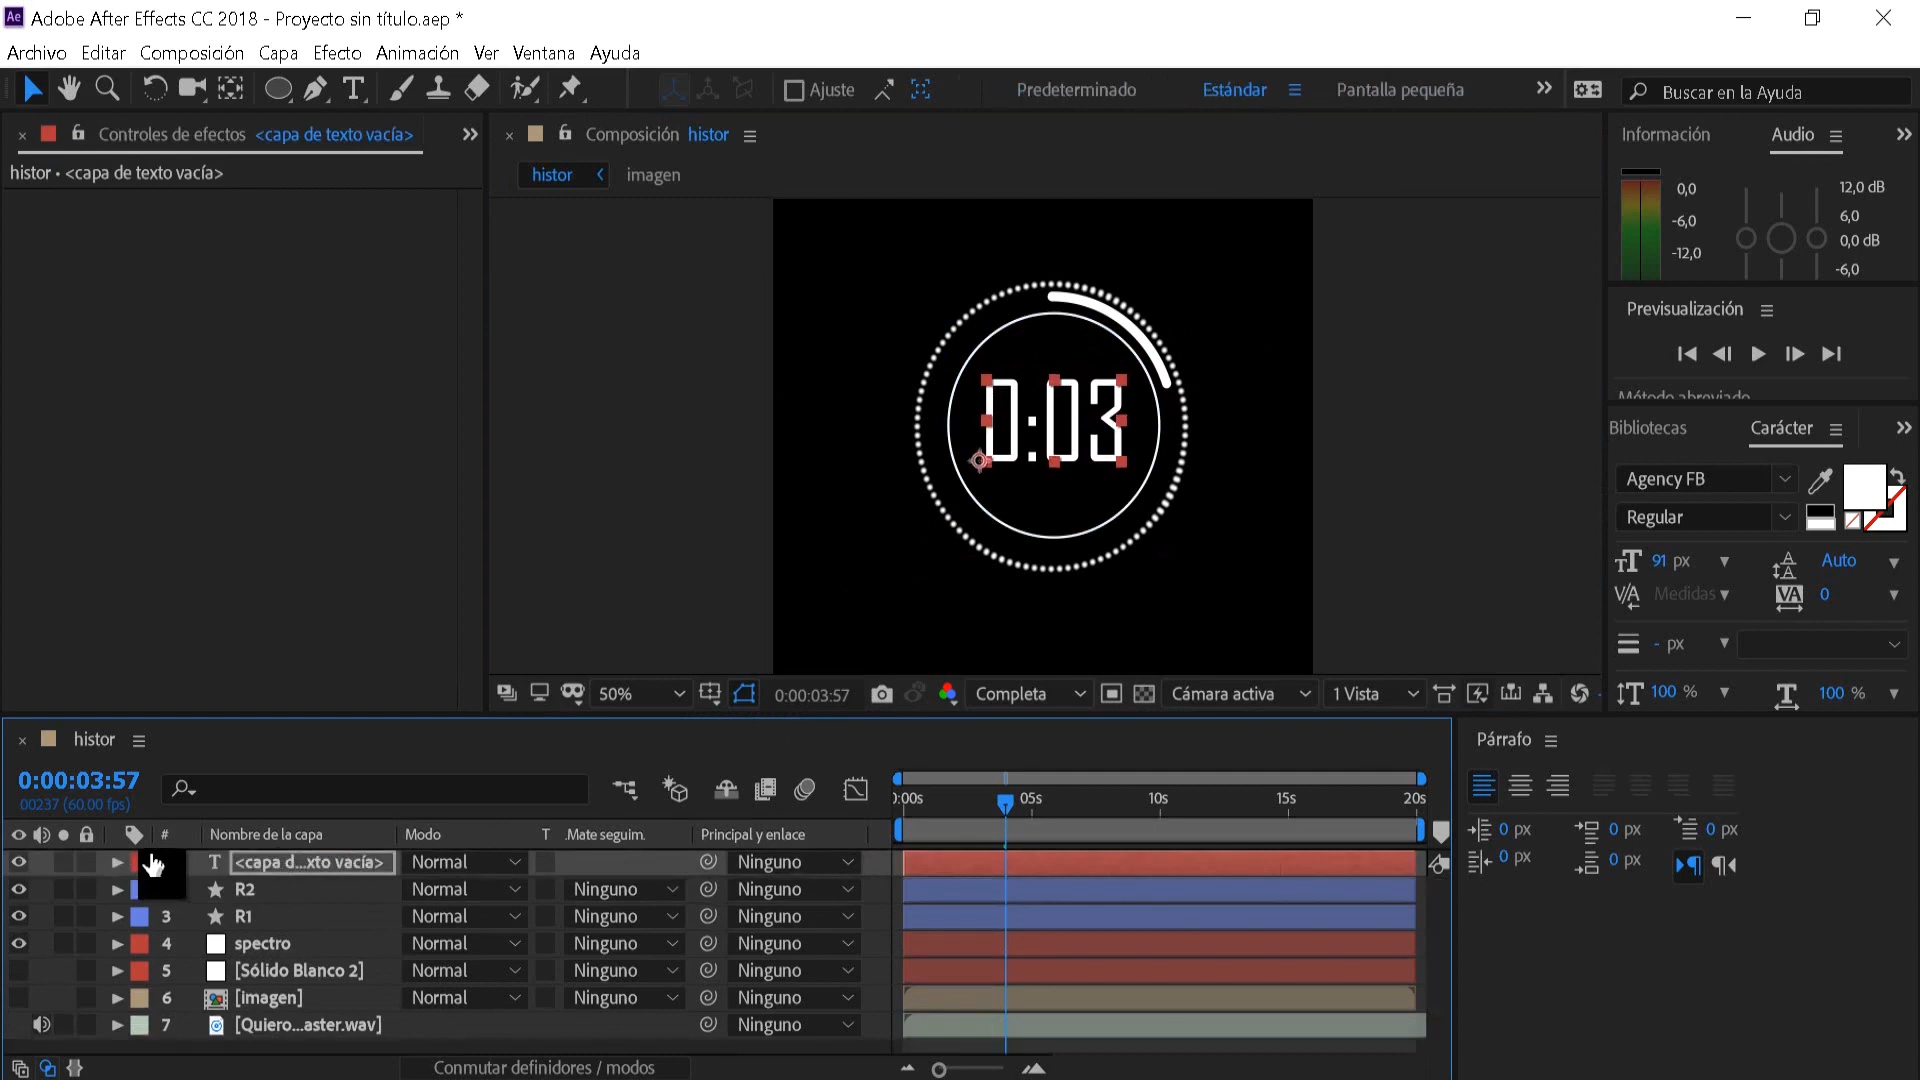 Ae Adobe After Effects CC 2018 - Proyecto sin título.aep *
Archivo Editar Composición Capa Efecto Animación Ver Ventana Ayuda
Ajuste Predeterminado Estándar Pantalla pequeña Buscar en la Ayuda
Controles de efectos <capa de texto vacía>
histor • <capa de texto vacía>
Composición histor
histor imagen
0:03
50% 0:00:03:57 Completa Cámara activa 1 Vista
Información Audio
0,0 12,0 dB
-6,0 6,0
0,0 dB
-12,0
-6,0
Previsualización
Método abreviado
Bibliotecas Carácter
Agency FB
Regular
91 px Auto
Medidas 0
- px
100 % 100 %
histor
0:00:03:57
00237 (60.00 fps)
0:00s 05s 10s 15s 20s
# Nombre de la capa Modo T .Mate seguim. Principal y enlace
T <capa d...xto vacía> Normal Ninguno
R2 Normal Ninguno Ninguno
3 R1 Normal Ninguno Ninguno
4 spectro Normal Ninguno Ninguno
5 [Sólido Blanco 2] Normal Ninguno Ninguno
6 [imagen] Normal Ninguno Ninguno
7 [Quiero...aster.wav] Ninguno
Conmutar definidores / modos
Párrafo
0 px 0 px 0 px
0 px 0 px